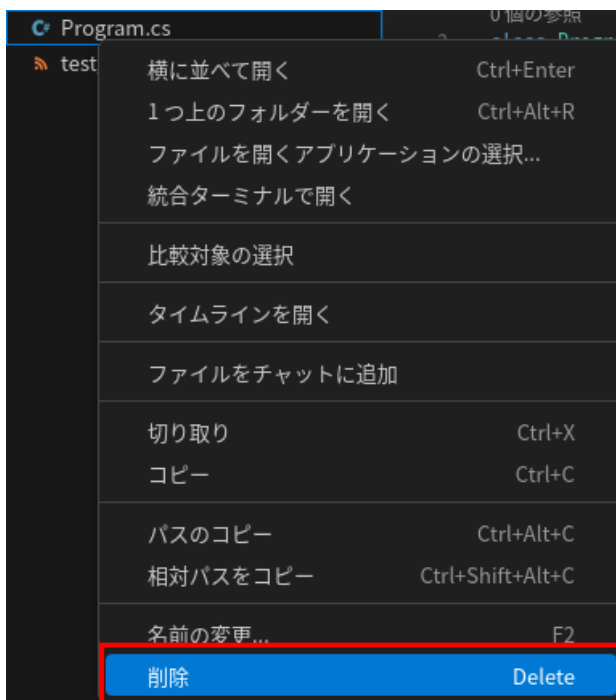 Program.cs
0 個の参照
test
横に並べて開く Ctrl+Enter
1 つ上のフォルダーを開く Ctrl+Alt+R
ファイルを開くアプリケーションの選択...
統合ターミナルで開く
比較対象の選択
タイムラインを開く
ファイルをチャットに追加
切り取り Ctrl+X
コピー Ctrl+C
パスのコピー Ctrl+Alt+C
相対パスをコピー Ctrl+Shift+Alt+C
名前の変更... F2
削除 Delete